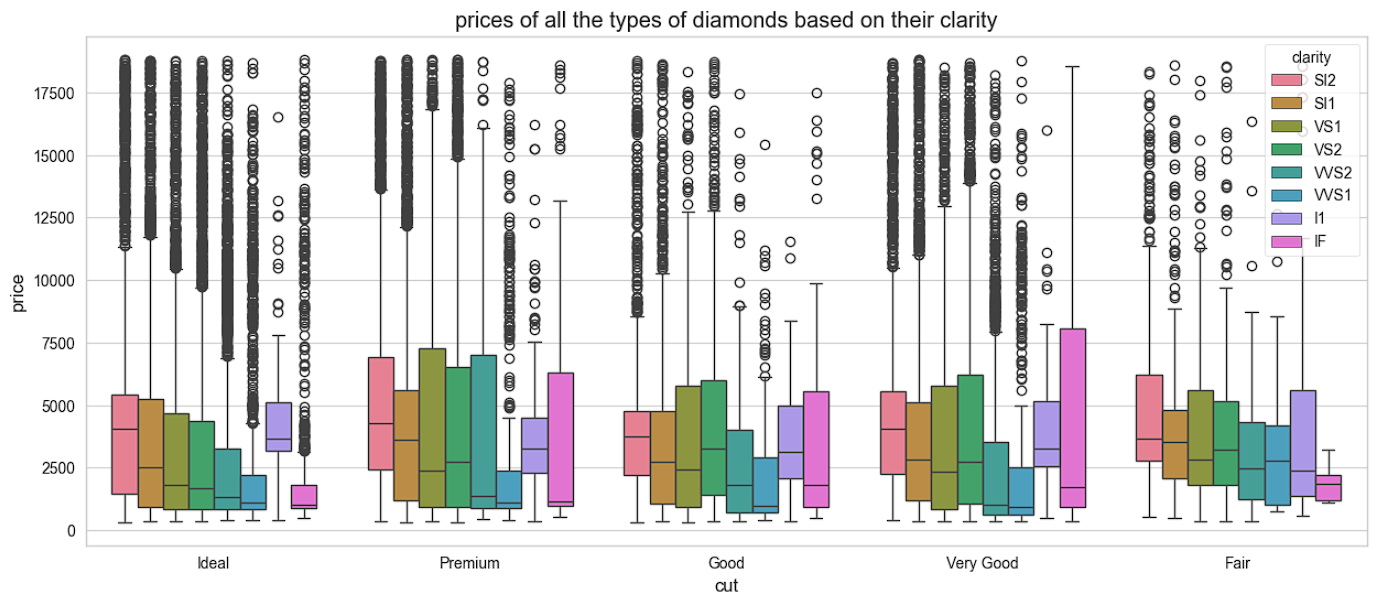 prices of all the types of diamonds based on their clarity
clarity
SI2
SI1
VS1
VS2
VVS2
VVS1
I1
IF
price
17500
15000
12500
10000
7500
5000
2500
0
Ideal Premium Good Very Good Fair
cut